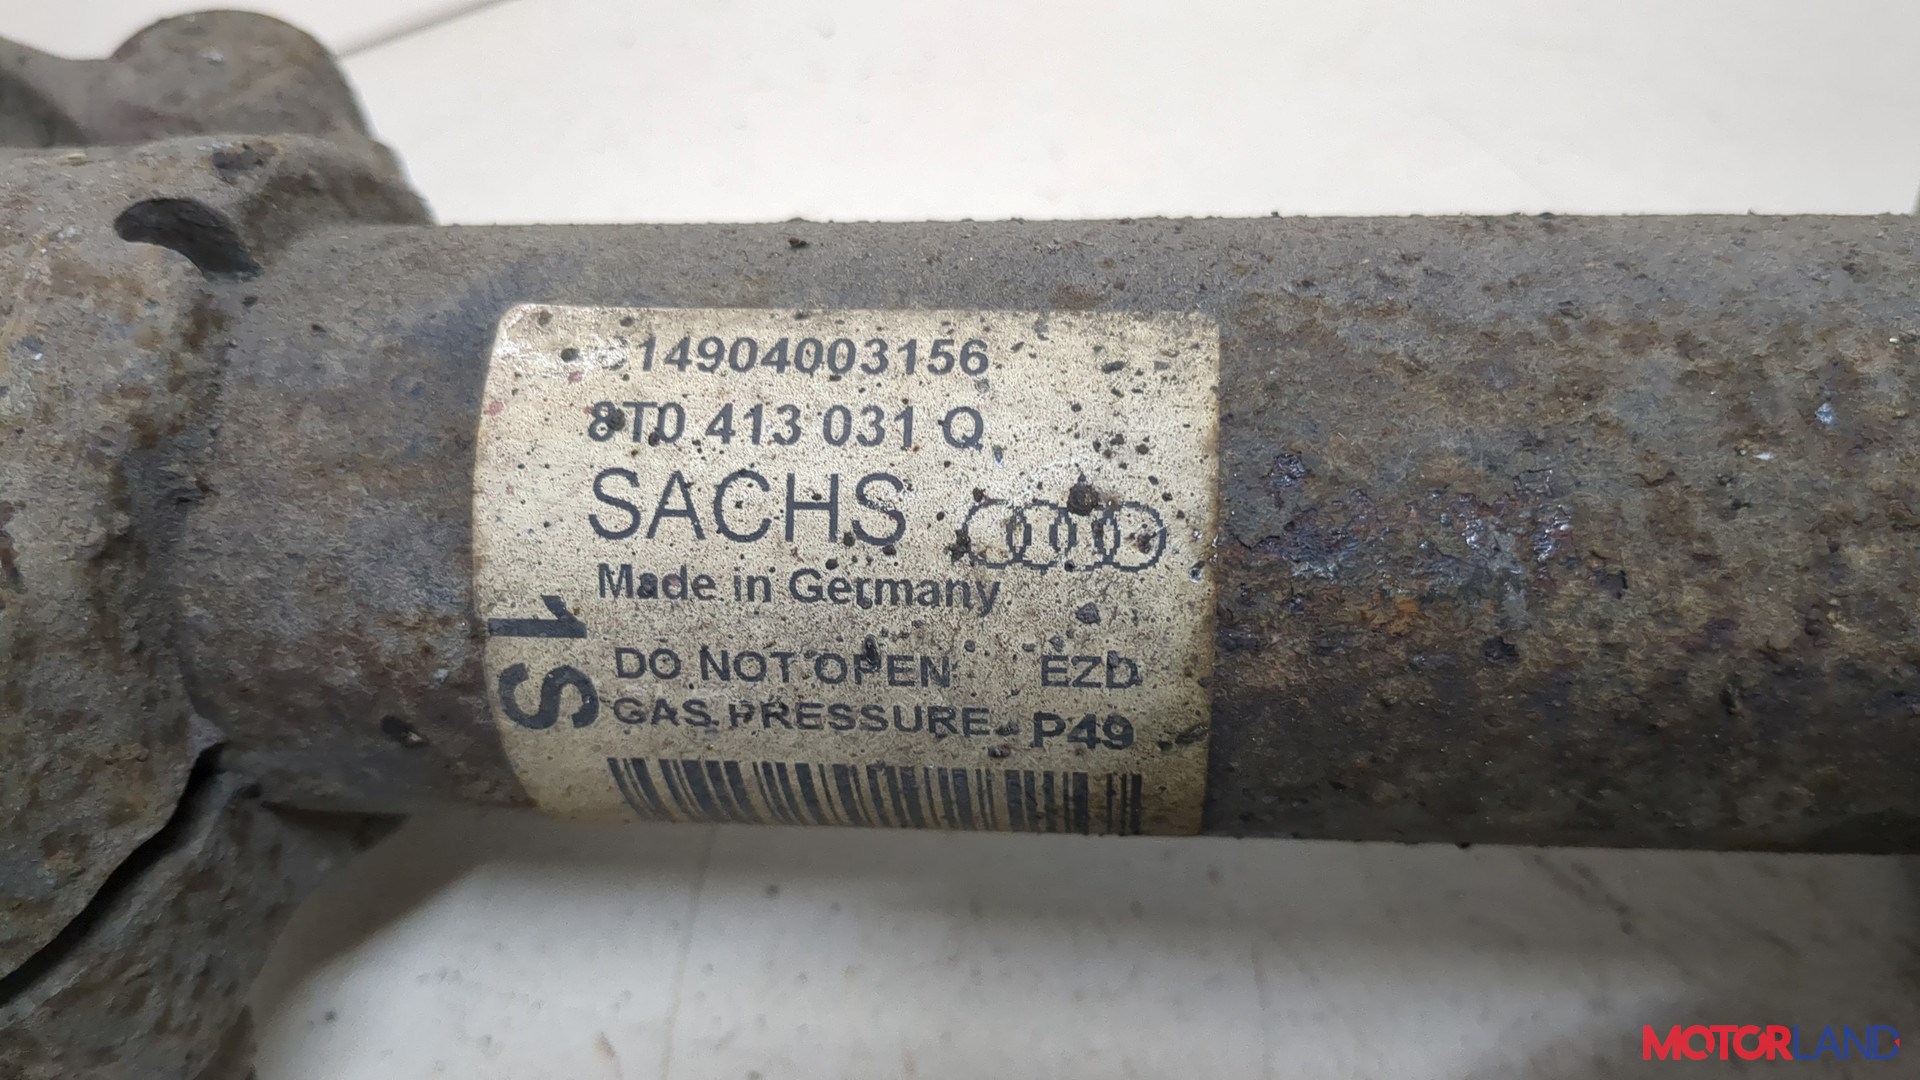 14904003156
8T0 413 031 Q
SACHS
Made in Germany
1S
DO NOT OPEN EZD
GAS PRESSURE P49
MOTORLAND